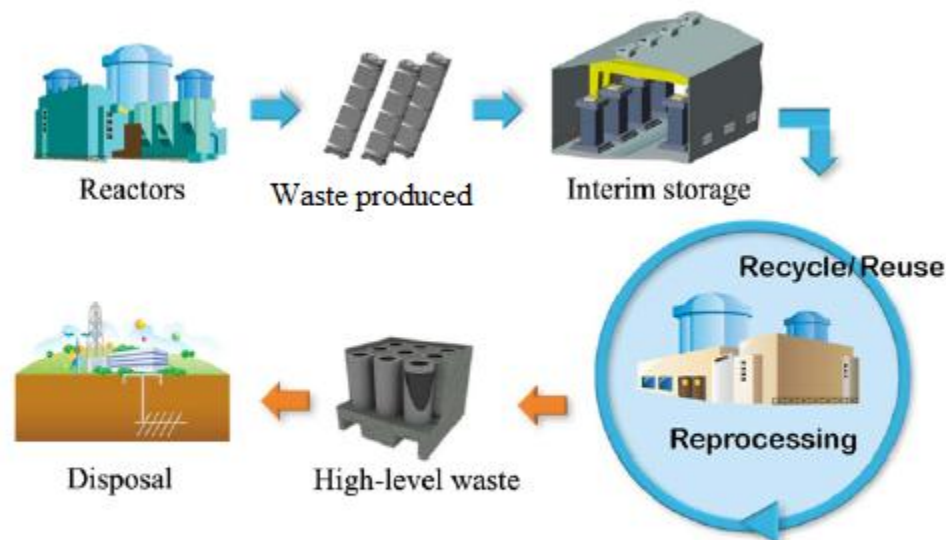 Reactors
Waste produced
Interim storage
Recycle/Reuse
Reprocessing
High-level waste
Disposal